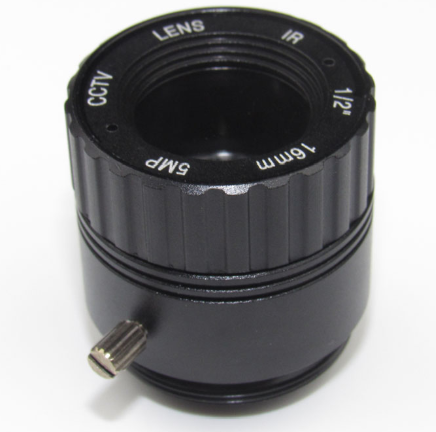 CCTV LENS IR 1/2" 16mm 5MP